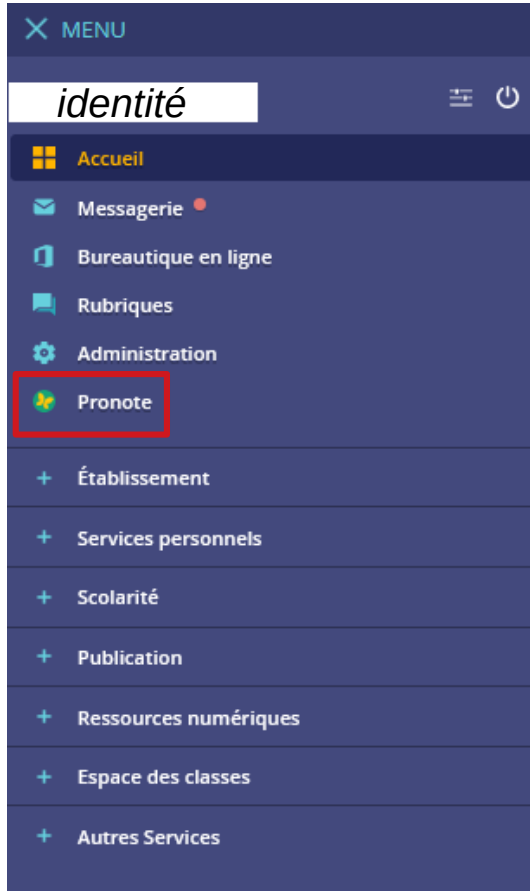 MENU
identité
Accueil
Messagerie
Bureautique en ligne
Rubriques
Administration
Pronote
+ Établissement
+ Services personnels
+ Scolarité
+ Publication
+ Ressources numériques
+ Espace des classes
+ Autres Services